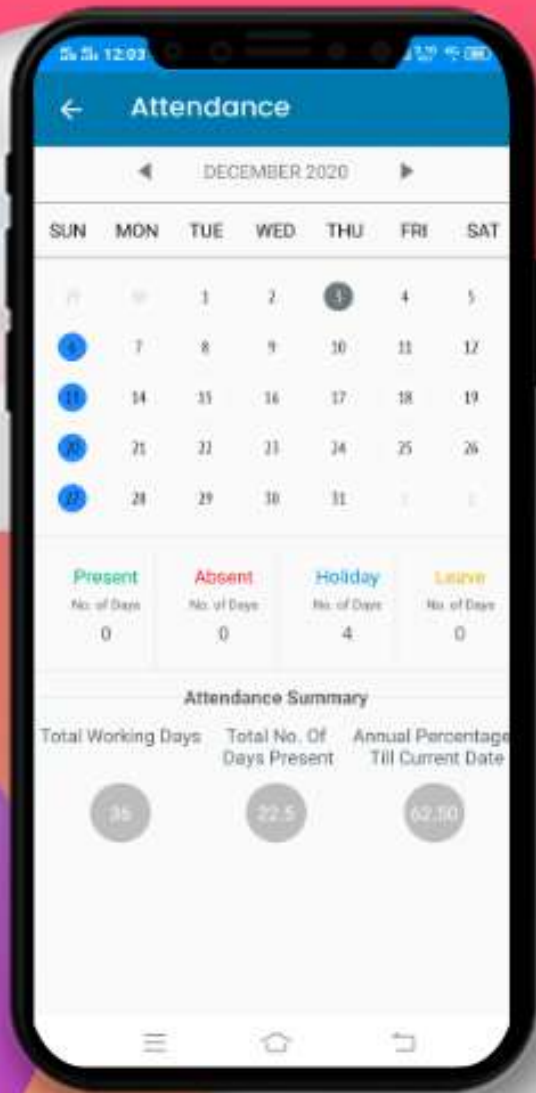 12:03
Attendance
DECEMBER 2020
SUN MON TUE WED THU FRI SAT
1 2 3 4 5
6 7 8 9 10 11 12
13 14 15 16 17 18 19
20 21 22 23 24 25 26
27 28 29 30 31
Present Absent Holiday Leave
No. of Days No. of Days No. of Days No. of Days
0 0 4 0
Attendance Summary
Total Working Days Total No. Of Annual Percentage
Days Present Till Current Date
36 22.5 62.50